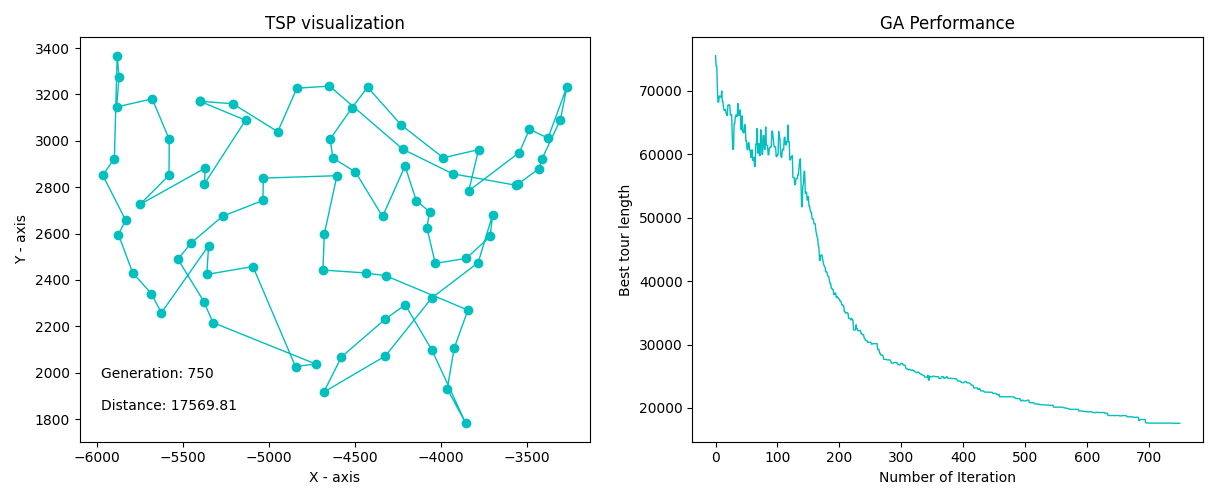 TSP visualization
3400
3200
3000
2800
2600
2400
2200
2000
1800
Y - axis
Generation: 750
Distance: 17569.81
−6000 −5500 −5000 −4500 −4000 −3500
X - axis
GA Performance
70000
60000
50000
40000
30000
20000
Best tour length
0 100 200 300 400 500 600 700
Number of Iteration